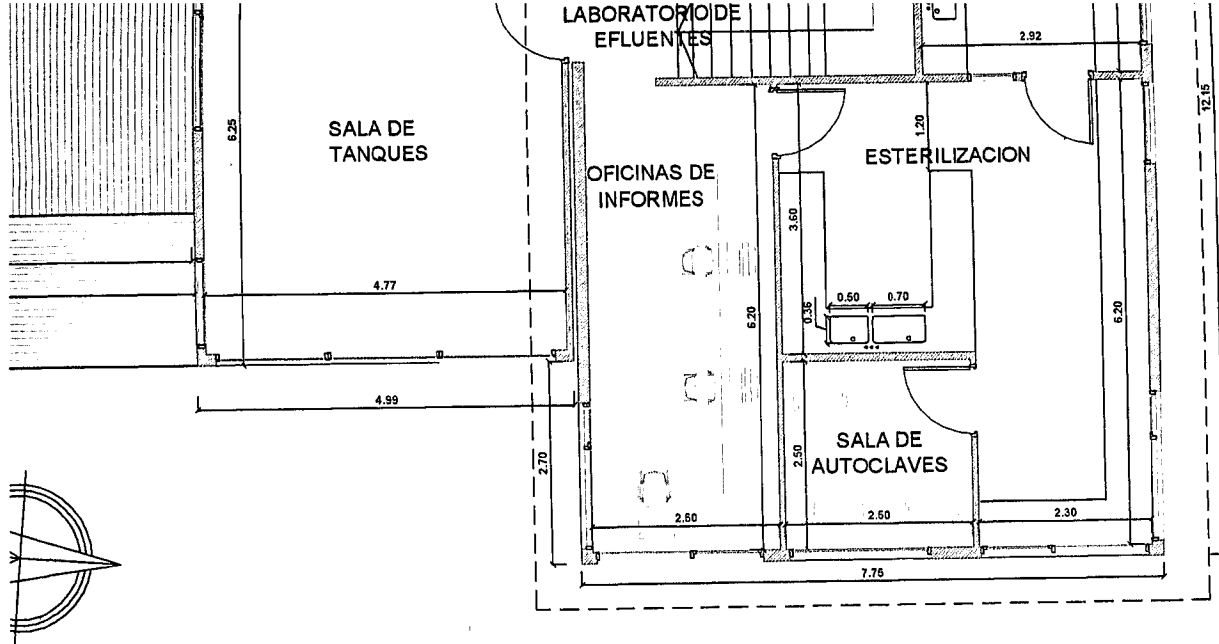 LABORATORIO DE
EFLUENTES
2.92
12.15
6.25
SALA DE
TANQUES
1.20
ESTERILIZACION
OFICINAS DE
INFORMES
3.60
4.77
0.50
0.70
0.36
6.20
6.20
4.99
2.70
SALA DE
AUTOCLAVES
2.50
2.50
2.50
2.30
7.75